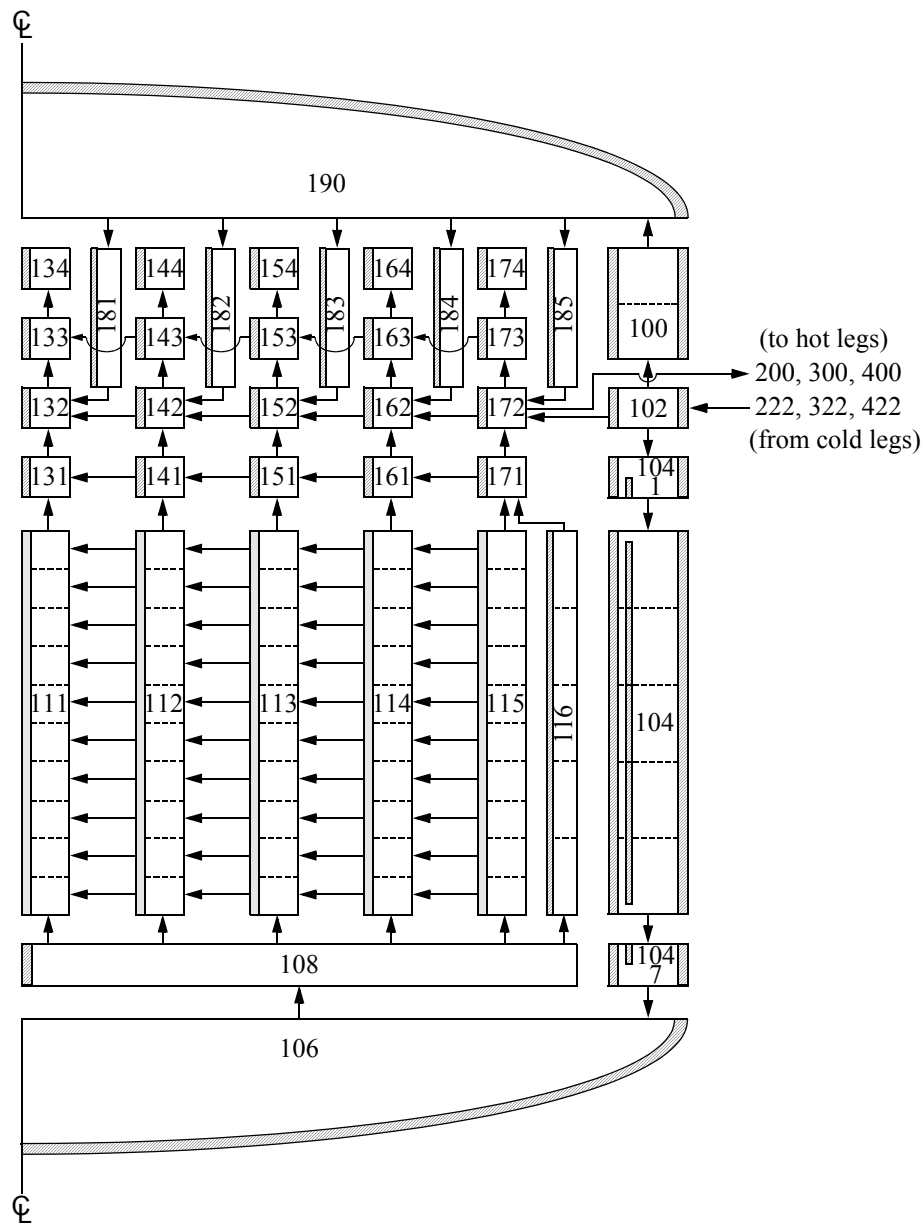 ℄
190
134 181 144 182 154 183 164 184 174 185
133 143 153 163 173 100
(to hot legs)
200, 300, 400
132 142 152 162 172 102
222, 322, 422
(from cold legs)
131 141 151 161 171 104
1
111 112 113 114 115 116 104
108 104
7
106
℄